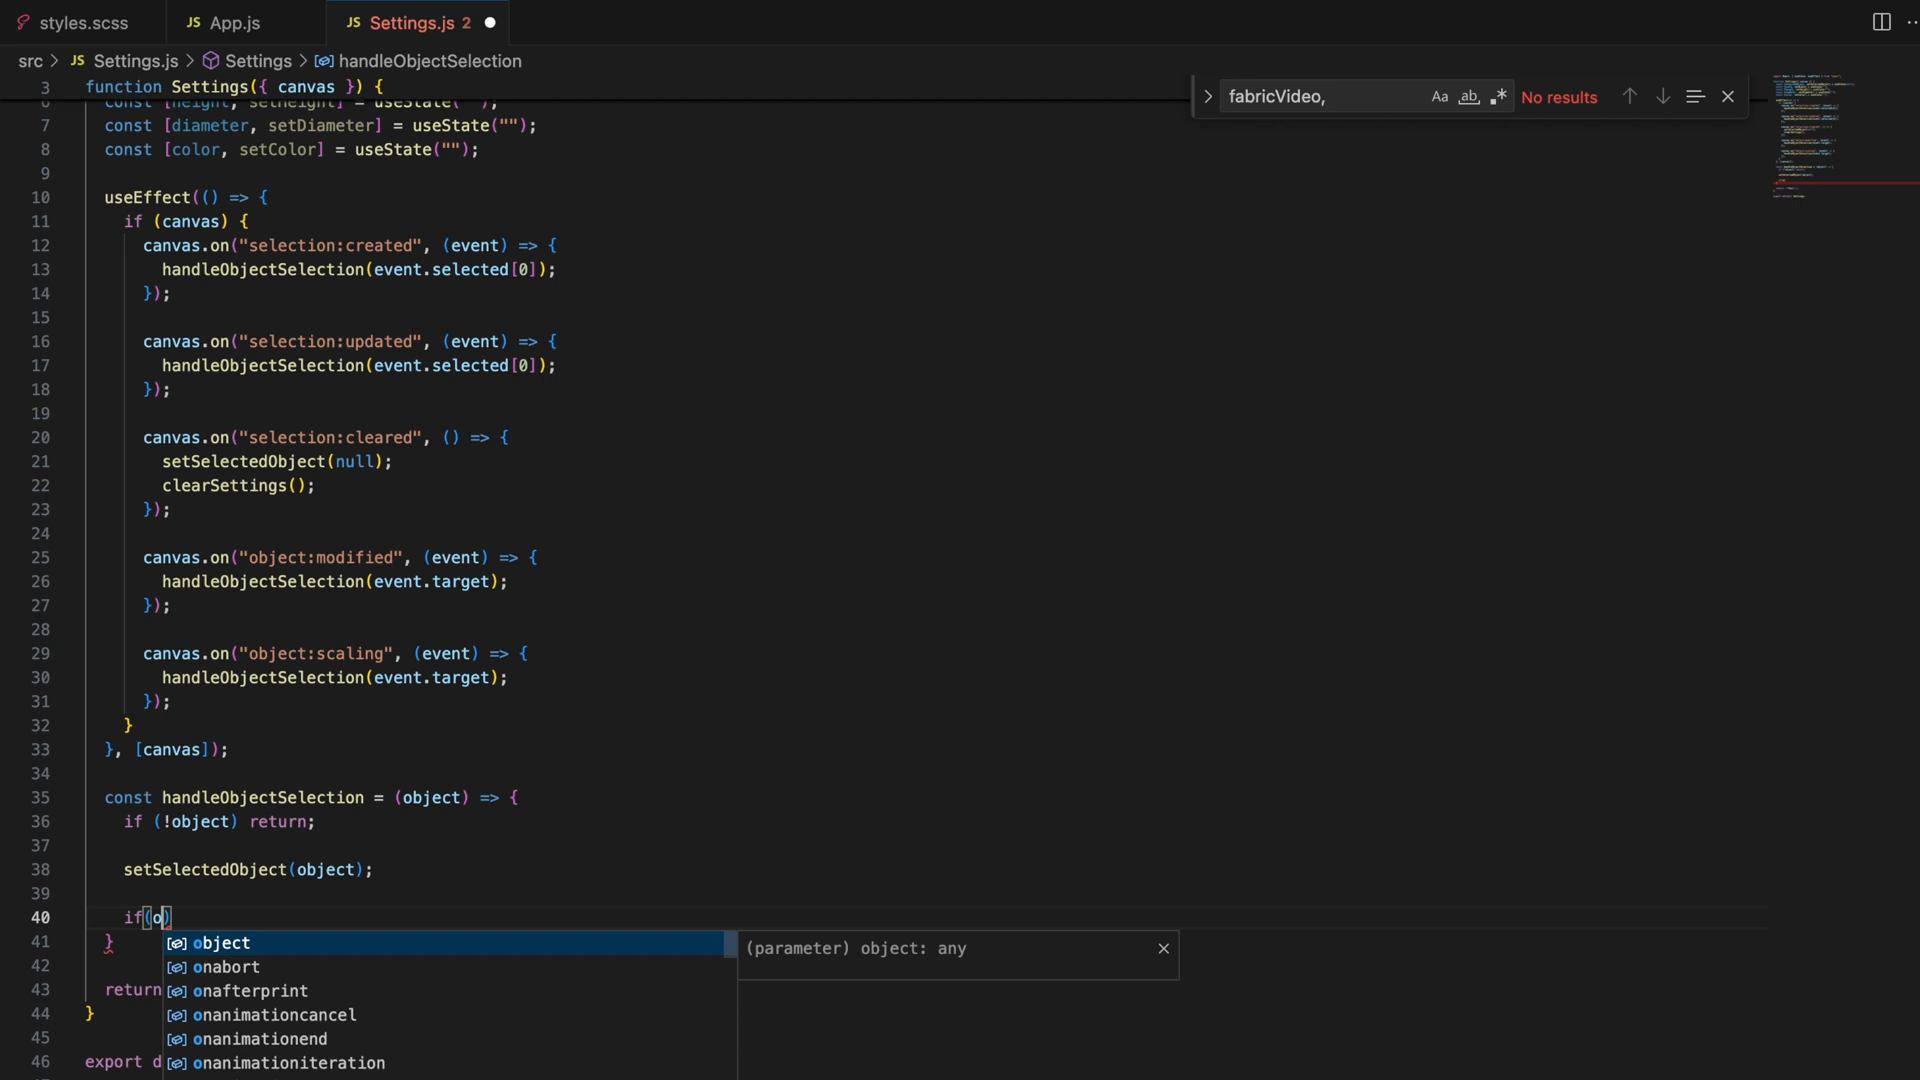 styles.scss
JS App.js
JS Settings.js 2
src > JS Settings.js > Settings > handleObjectSelection
3 function Settings({ canvas }) {
fabricVideo,
Aa ab .* No results
6 const [height, setHeight] = useState("");
7 const [diameter, setDiameter] = useState("");
8 const [color, setColor] = useState("");
9
10 useEffect(() => {
11 if (canvas) {
12 canvas.on("selection:created", (event) => {
13 handleObjectSelection(event.selected[0]);
14 });
15
16 canvas.on("selection:updated", (event) => {
17 handleObjectSelection(event.selected[0]);
18 });
19
20 canvas.on("selection:cleared", () => {
21 setSelectedObject(null);
22 clearSettings();
23 });
24
25 canvas.on("object:modified", (event) => {
26 handleObjectSelection(event.target);
27 });
28
29 canvas.on("object:scaling", (event) => {
30 handleObjectSelection(event.target);
31 });
32 }
33 }, [canvas]);
34
35 const handleObjectSelection = (object) => {
36 if (!object) return;
37
38 setSelectedObject(object);
39
40 if(o)
41 }
42
43 return
44 }
45
46 export d
object
onabort
onafterprint
onanimationcancel
onanimationend
onanimationiteration
(parameter) object: any